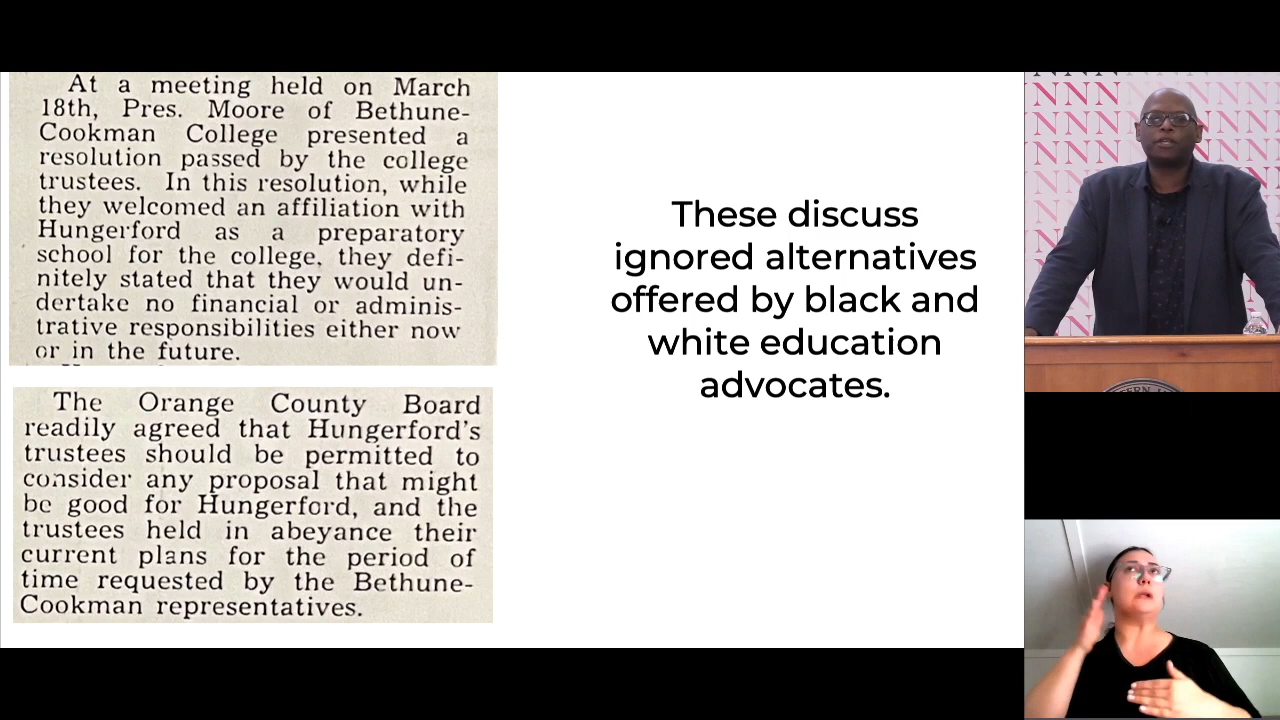 At a meeting held on March
18th, Pres. Moore of Bethune-
Cookman College presented a
resolution passed by the college
trustees. In this resolution, while
they welcomed an affiliation with
Hungerford as a preparatory
school for the college, they defi-
nitely stated that they would un-
dertake no financial or adminis-
trative responsibilities either now
or in the future.
The Orange County Board
readily agreed that Hungerford's
trustees should be permitted to
consider any proposal that might
be good for Hungerford, and the
trustees held in abeyance their
current plans for the period of
time requested by the Bethune-
Cookman representatives.
These discuss
ignored alternatives
offered by black and
white education
advocates.